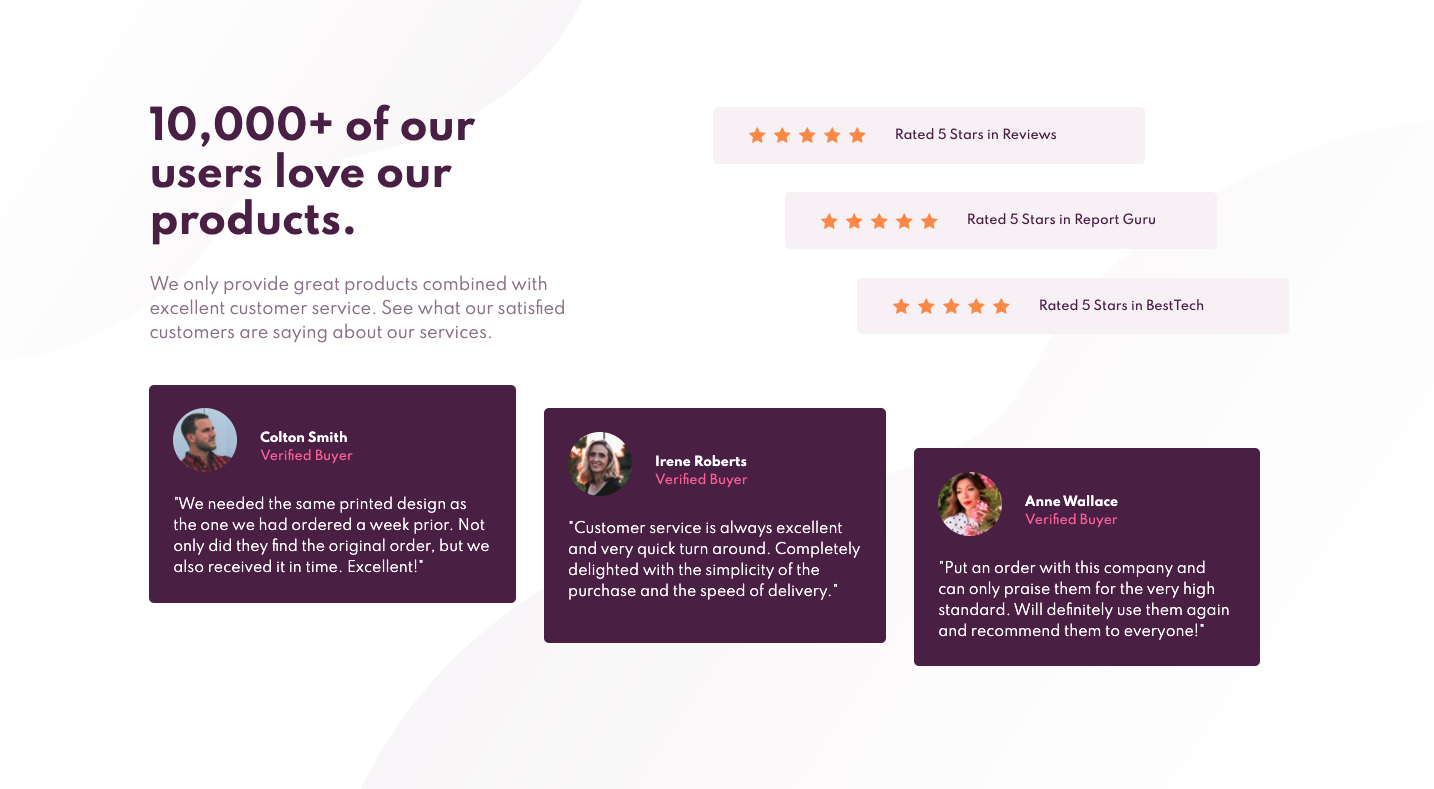 10,000+ of our
users love our
products.
We only provide great products combined with
excellent customer service. See what our satisfied
customers are saying about our services.
Rated 5 Stars in Reviews
Rated 5 Stars in Report Guru
Rated 5 Stars in BestTech
Colton Smith
Verified Buyer
"We needed the same printed design as
the one we had ordered a week prior. Not
only did they find the original order, but we
also received it in time. Excellent!"
Irene Roberts
Verified Buyer
"Customer service is always excellent
and very quick turn around. Completely
delighted with the simplicity of the
purchase and the speed of delivery."
Anne Wallace
Verified Buyer
"Put an order with this company and
can only praise them for the very high
standard. Will definitely use them again
and recommend them to everyone!"